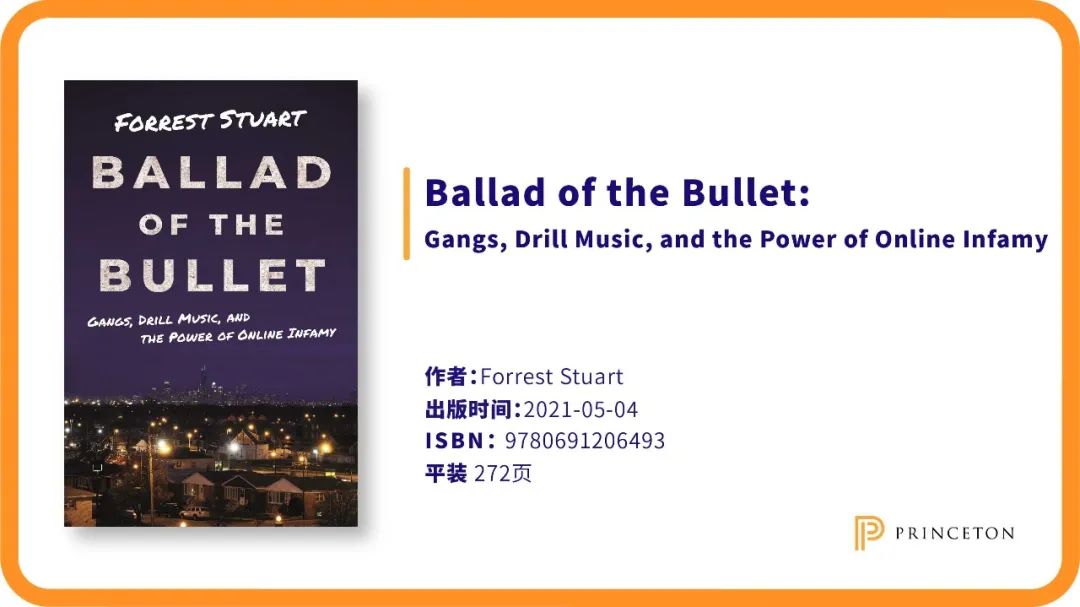 FORREST STUART
BALLAD
OF THE
BULLET
GANGS, DRILL MUSIC, AND
THE POWER OF ONLINE INFAMY
Ballad of the Bullet:
Gangs, Drill Music, and the Power of Online Infamy
作者：Forrest Stuart
出版时间：2021-05-04
ISBN： 9780691206493
平装 272页
PRINCETON